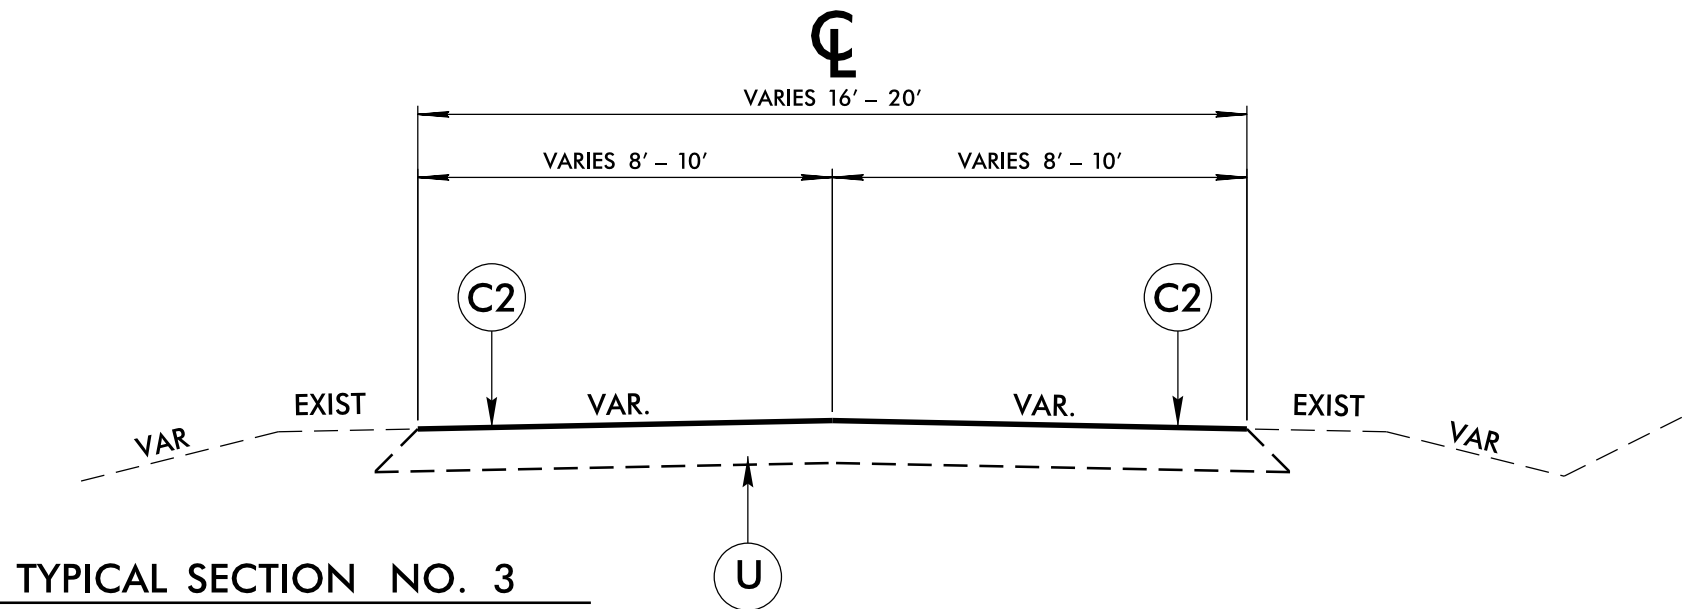 ℄
VARIES 16' – 20'
VARIES 8' – 10'
VARIES 8' – 10'
C2
C2
EXIST
VAR.
VAR.
EXIST
VAR
VAR
U
TYPICAL SECTION NO. 3